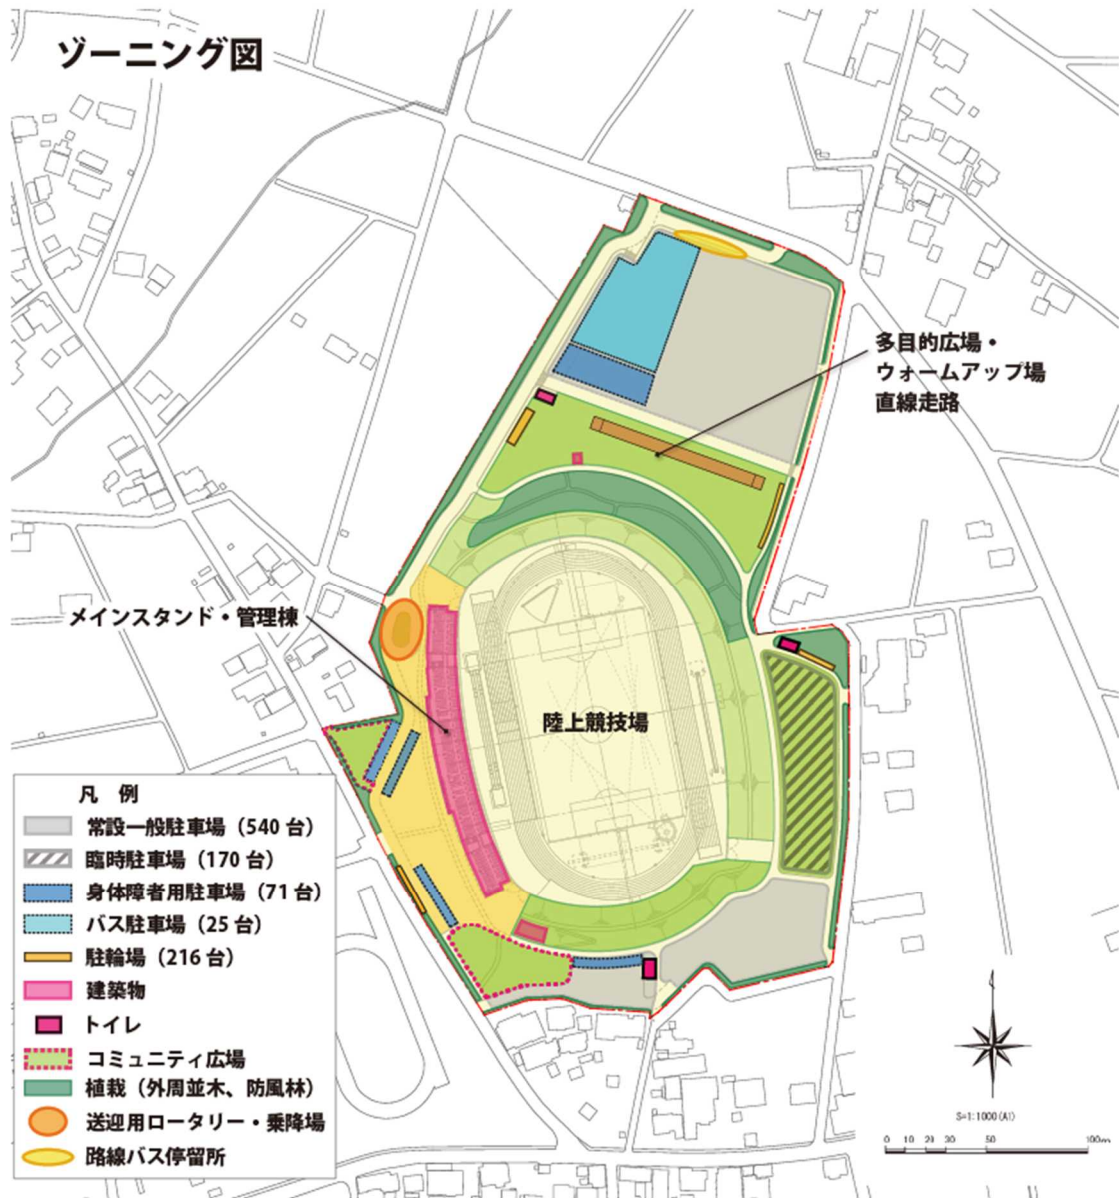 ゾーニング図
多目的広場・
ウォームアップ場
直線走路
メインスタンド・管理棟
陸上競技場
凡 例
常設一般駐車場（540 台）
臨時駐車場（170 台）
身体障者用駐車場（71 台）
バス駐車場（25 台）
駐輪場（216 台）
建築物
トイレ
コミュニティ広場
植栽（外周並木、防風林）
送迎用ロータリー・乗降場
路線バス停留所
S=1:1000(A1)
0 10 20 30 50 100m